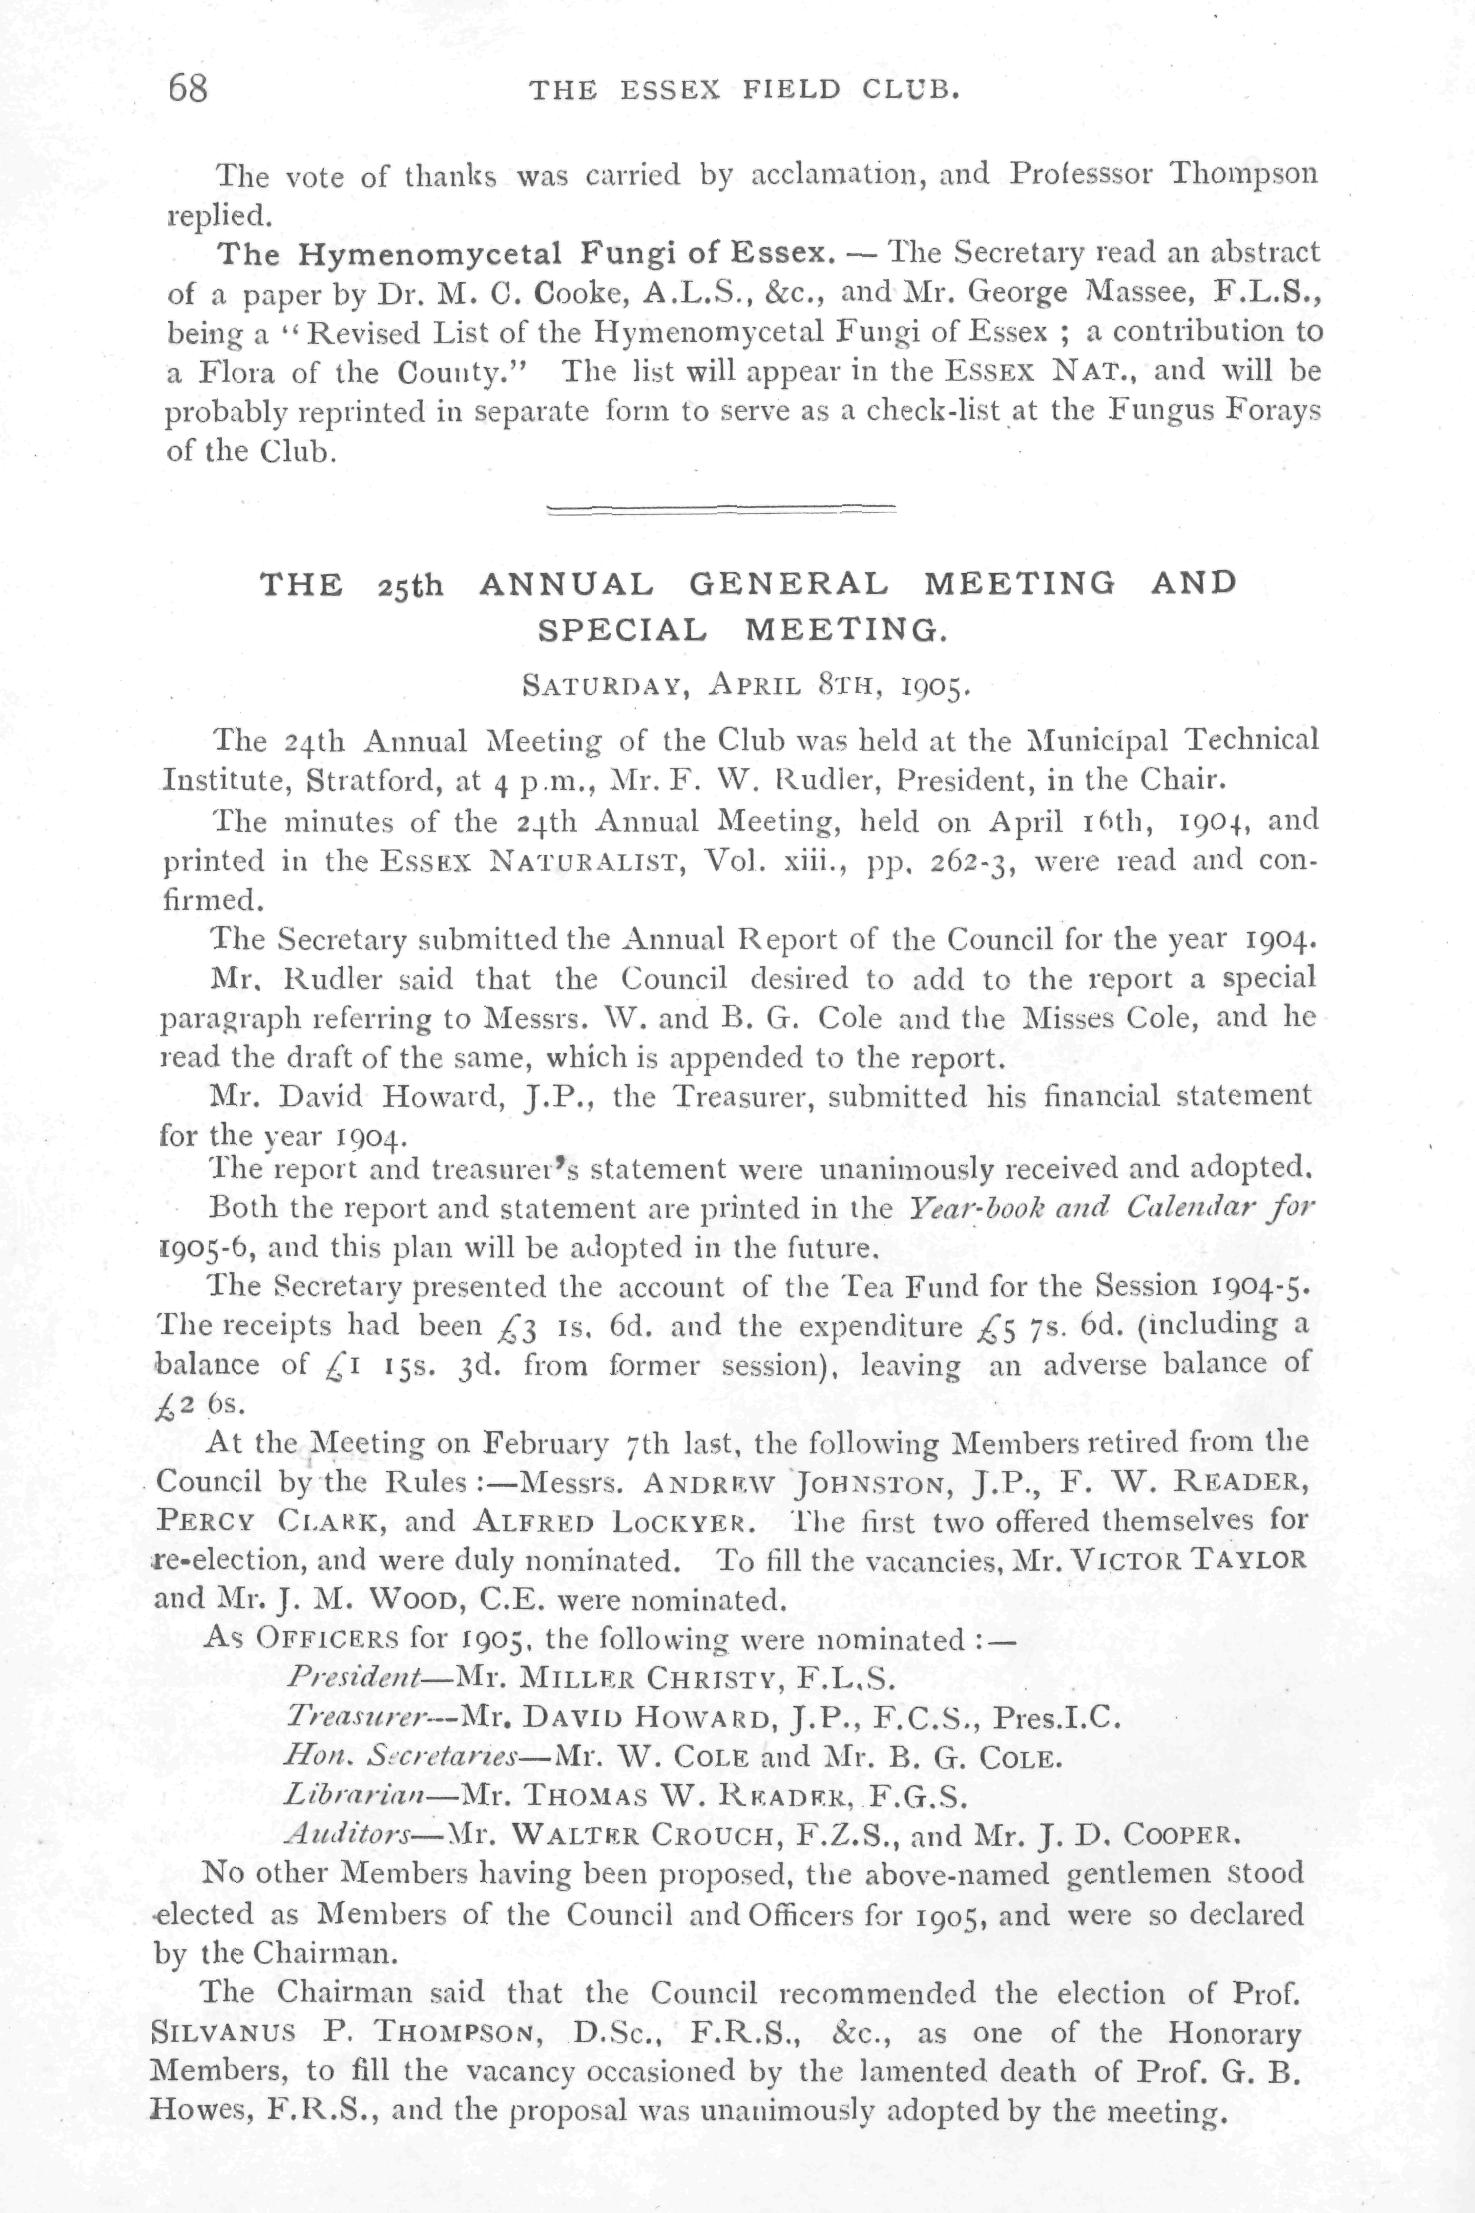 68 THE ESSEX FIELD CLUB.
The vote of thanks was carried by acclamation, and Professsor Thompson
replied.
The Hymenomycetal Fungi of Essex. — The Secretary read an abstract
of a paper by Dr. M. C. Cooke, A.L.S., &c., and Mr. George Massee, F.L.S.,
being a "Revised List of the Hymenomycetal Fungi of Essex ; a contribution to
a Flora of the County." The list will appear in the ESSEX NAT., and will be
probably reprinted in separate form to serve as a check-list at the Fungus Forays
of the Club.
THE 25th ANNUAL GENERAL MEETING AND
SPECIAL MEETING.
SATURDAY, APRIL 8TH, 1905.
The 24th Annual Meeting of the Club was held at the Municipal Technical
Institute, Stratford, at 4 p.m., Mr. F. W. Rudler, President, in the Chair.
The minutes of the 24th Annual Meeting, held on April 16th, 1904, and
printed in the ESSEX NATURALIST, Vol. xiii., pp. 262-3, were read and con-
firmed.
The Secretary submitted the Annual Report of the Council for the year 1904.
Mr. Rudler said that the Council desired to add to the report a special
paragraph referring to Messrs. W. and B. G. Cole and the Misses Cole, and he
read the draft of the same, which is appended to the report.
Mr. David Howard, J.P., the Treasurer, submitted his financial statement
for the year 1904.
The report and treasurer's statement were unanimously received and adopted.
Both the report and statement are printed in the Year-book and Calendar for
1905-6, and this plan will be adopted in the future.
The Secretary presented the account of the Tea Fund for the Session 1904-5.
The receipts had been £3 1s. 6d. and the expenditure £5 7s. 6d. (including a
balance of £1 15s. 3d. from former session), leaving an adverse balance of
£2 6s.
At the Meeting on February 7th last, the following Members retired from the
Council by the Rules :—Messrs. ANDREW JOHNSTON, J.P., F. W. READER,
PERCY CLARK, and ALFRED LOCKYER. The first two offered themselves for
re-election, and were duly nominated. To fill the vacancies, Mr. VICTOR TAYLOR
and Mr. J. M. WOOD, C.E. were nominated.
As OFFICERS for 1905, the following were nominated :—
President—Mr. MILLER CHRISTY, F.L.S.
Treasurer—Mr. DAVID HOWARD, J.P., F.C.S., Pres.I.C.
Hon. Secretaries—Mr. W. COLE and Mr. B. G. COLE.
Librarian—Mr. THOMAS W. READER, F.G.S.
Auditors—Mr. WALTER CROUCH, F.Z.S., and Mr. J. D. COOPER.
No other Members having been proposed, the above-named gentlemen stood
elected as Members of the Council and Officers for 1905, and were so declared
by the Chairman.
The Chairman said that the Council recommended the election of Prof.
SILVANUS P. THOMPSON, D.Sc., F.R.S., &c., as one of the Honorary
Members, to fill the vacancy occasioned by the lamented death of Prof. G. B.
Howes, F.R.S., and the proposal was unanimously adopted by the meeting.